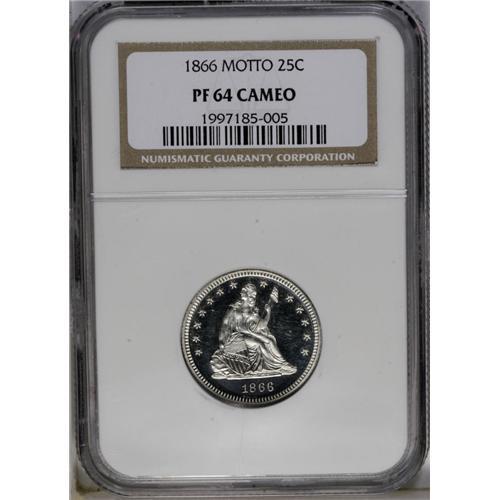 1866 MOTTO 25C
PF 64 CAMEO
1997185-005
NUMISMATIC GUARANTY CORPORATION
1866